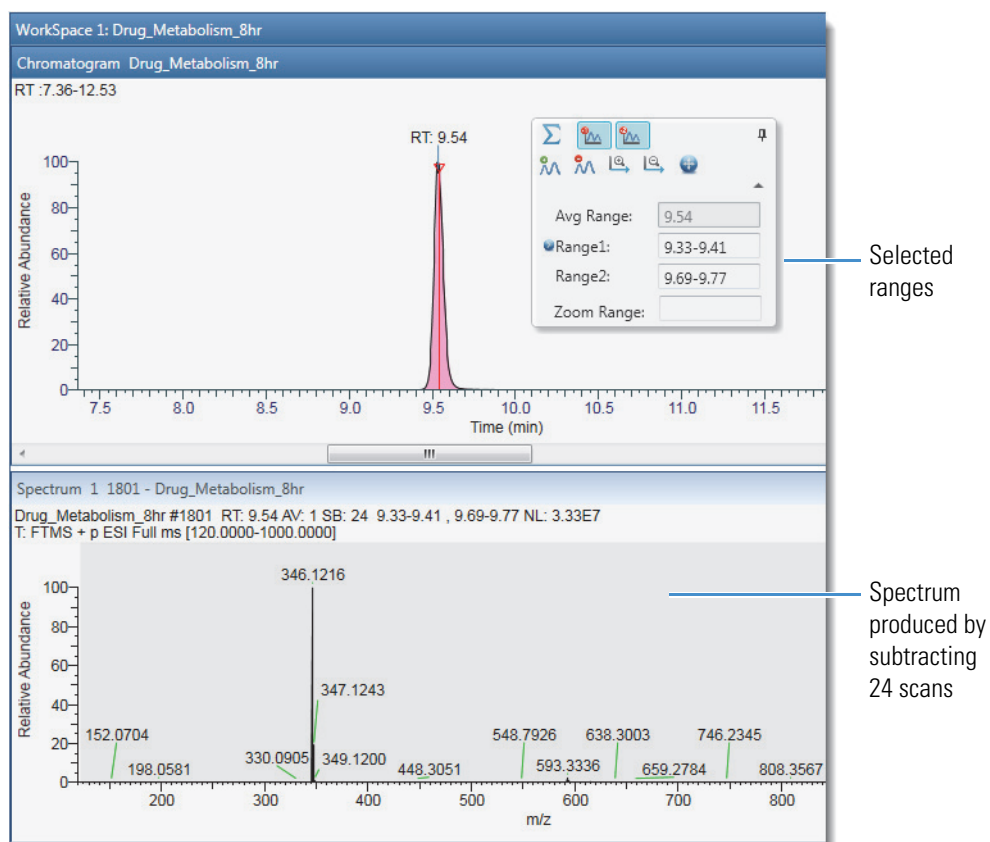 WorkSpace 1: Drug_Metabolism_8hr
Chromatogram Drug_Metabolism_8hr
RT :7.36-12.53
RT: 9.54
100
80
60
40
20
0
Relative Abundance
7.5 8.0 8.5 9.0 9.5 10.0 10.5 11.0 11.5
Time (min)
Avg Range: 9.54
Range1: 9.33-9.41
Range2: 9.69-9.77
Zoom Range:
Selected
ranges
Spectrum 1 1801 - Drug_Metabolism_8hr
Drug_Metabolism_8hr #1801 RT: 9.54 AV: 1 SB: 24 9.33-9.41 , 9.69-9.77 NL: 3.33E7
T: FTMS + p ESI Full ms [120.0000-1000.0000]
346.1216
347.1243
152.0704
548.7926
638.3003
746.2345
330.0905
349.1200
198.0581
448.3051
593.3336
659.2784
808.3567
100
80
60
40
20
0
Relative Abundance
200 300 400 500 600 700 800
m/z
Spectrum
produced by
subtracting
24 scans